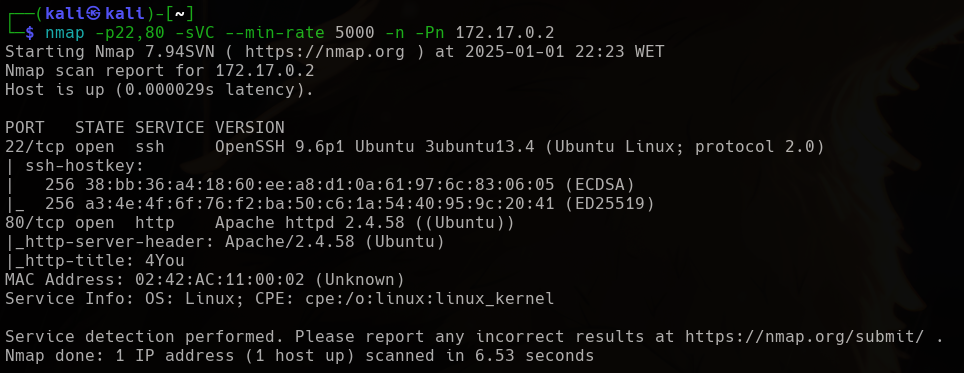 ┌──(kali㉿kali)-[~]
└─$ nmap -p22,80 -sVC --min-rate 5000 -n -Pn 172.17.0.2
Starting Nmap 7.94SVN ( https://nmap.org ) at 2025-01-01 22:23 WET
Nmap scan report for 172.17.0.2
Host is up (0.000029s latency).

PORT   STATE SERVICE VERSION
22/tcp open  ssh     OpenSSH 9.6p1 Ubuntu 3ubuntu13.4 (Ubuntu Linux; protocol 2.0)
| ssh-hostkey:
|   256 38:bb:36:a4:18:60:ee:a8:d1:0a:61:97:6c:83:06:05 (ECDSA)
|_  256 a3:4e:4f:6f:76:f2:ba:50:c6:1a:54:40:95:9c:20:41 (ED25519)
80/tcp open  http    Apache httpd 2.4.58 ((Ubuntu))
|_http-server-header: Apache/2.4.58 (Ubuntu)
|_http-title: 4You
MAC Address: 02:42:AC:11:00:02 (Unknown)
Service Info: OS: Linux; CPE: cpe:/o:linux:linux_kernel

Service detection performed. Please report any incorrect results at https://nmap.org/submit/ .
Nmap done: 1 IP address (1 host up) scanned in 6.53 seconds